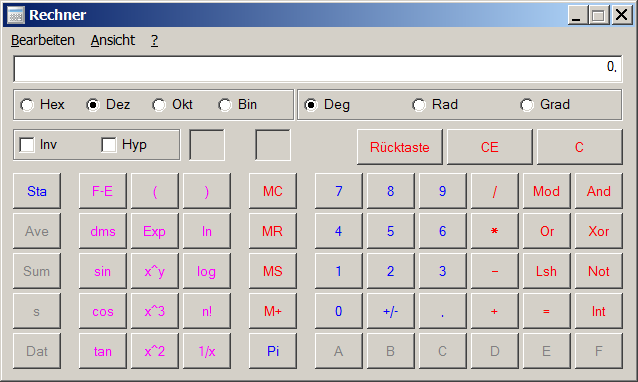 Rechner
Bearbeiten Ansicht ?
0,
Hex Dez Okt Bin Deg Rad Grad
Inv Hyp Rücktaste CE C
Sta F-E ( ) MC 7 8 9 / Mod And
Ave dms Exp ln MR 4 5 6 * Or Xor
Sum sin x^y log MS 1 2 3 - Lsh Not
s cos x^3 n! M+ 0 +/- , + = Int
Dat tan x^2 1/x Pi A B C D E F